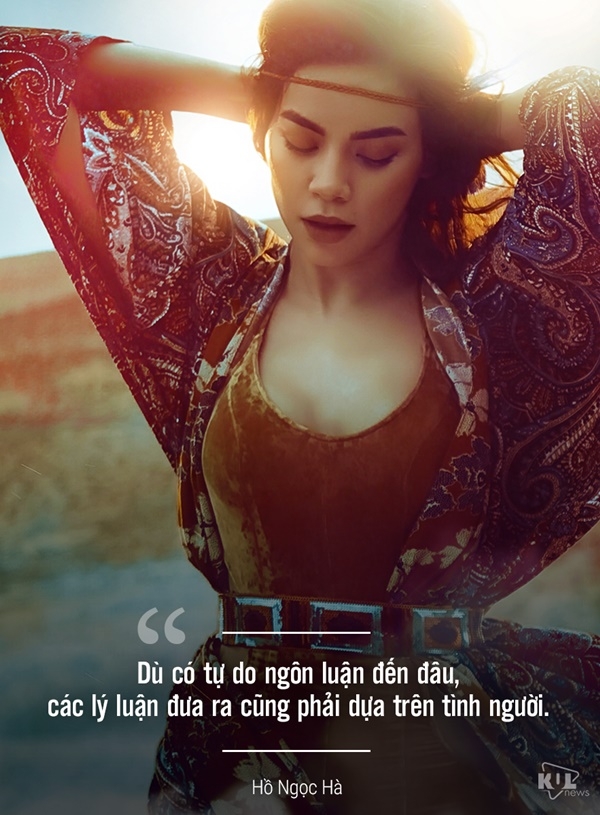 “
Dù có tự do ngôn luận đến đâu,
các lý luận đưa ra cũng phải dựa trên tình người.
Hồ Ngọc Hà
KOL
news